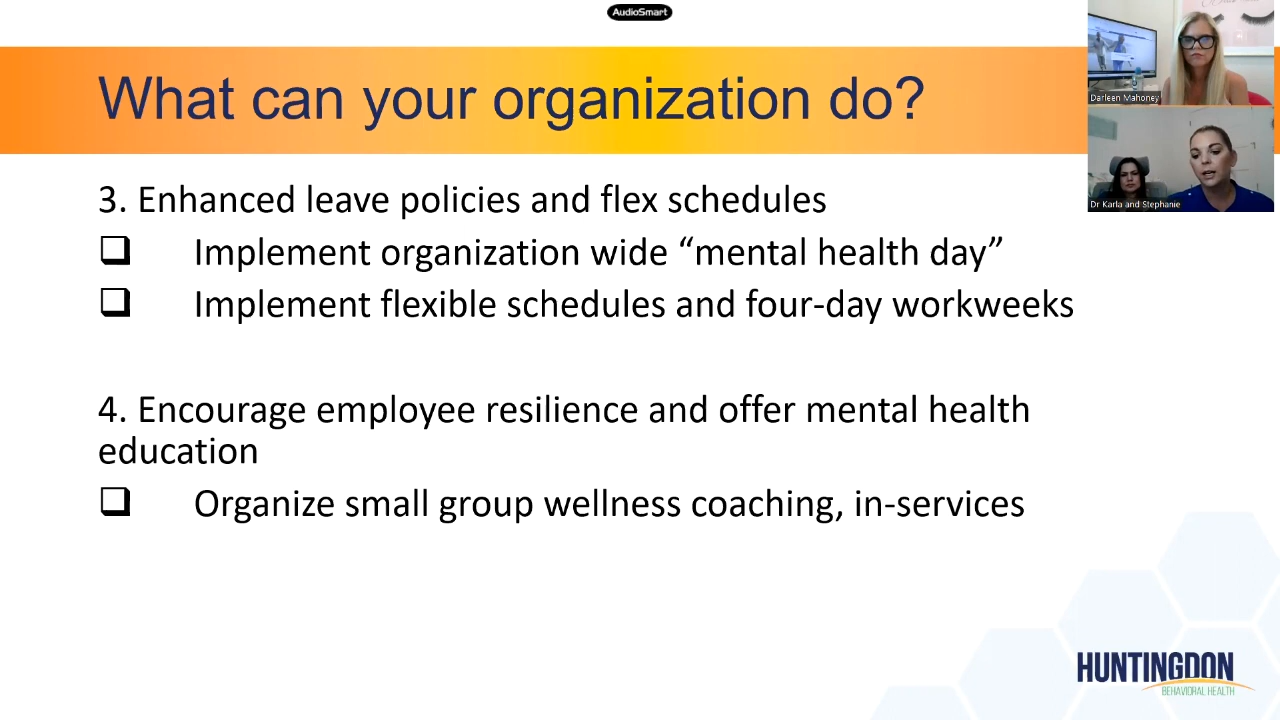 AudioSmart
What can your organization do?
Darleen Mahoney
Dr Karla and Stephanie
3. Enhanced leave policies and flex schedules
Implement organization wide “mental health day”
Implement flexible schedules and four-day workweeks
4. Encourage employee resilience and offer mental health
education
Organize small group wellness coaching, in-services
HUNTINGDON
BEHAVIORAL HEALTH